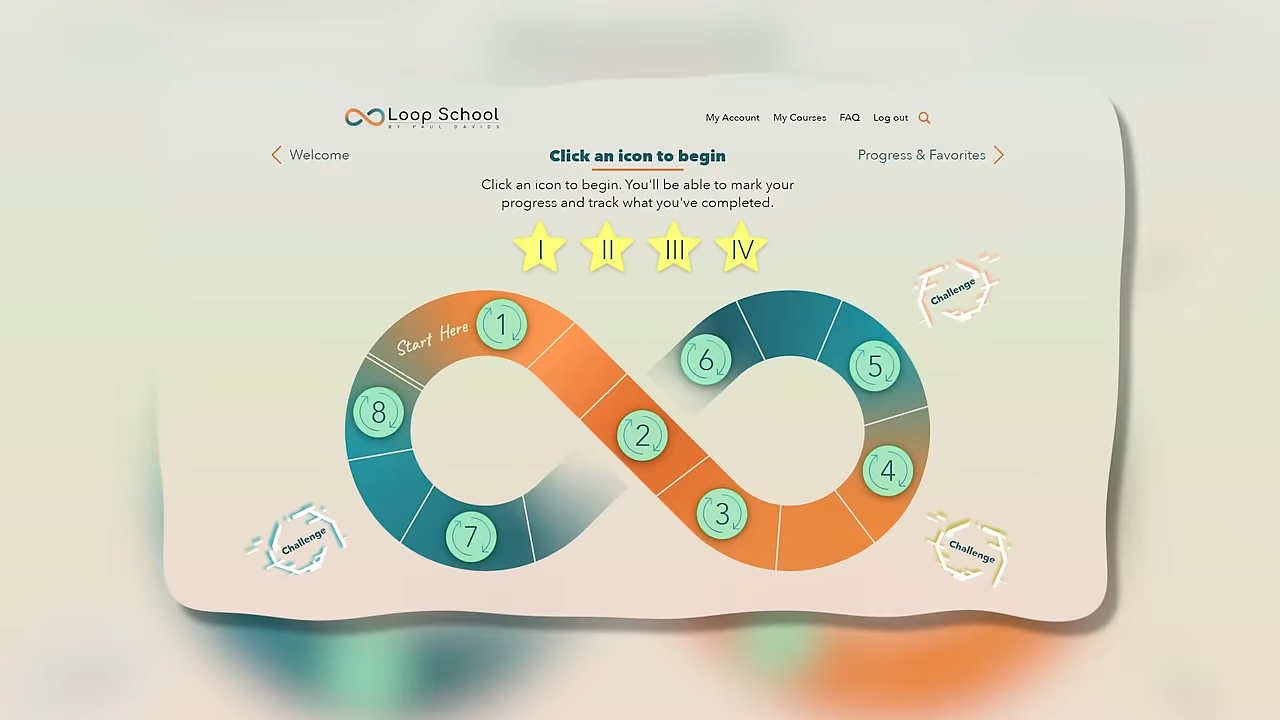 Loop School
BY PAUL DAVIDS
My Account My Courses FAQ Log out
Welcome
Click an icon to begin
Progress & Favorites
Click an icon to begin. You'll be able to mark your
progress and track what you've completed.
I II III IV
Challenge
Start Here
1
6
5
8
2
4
3
7
Challenge
Challenge